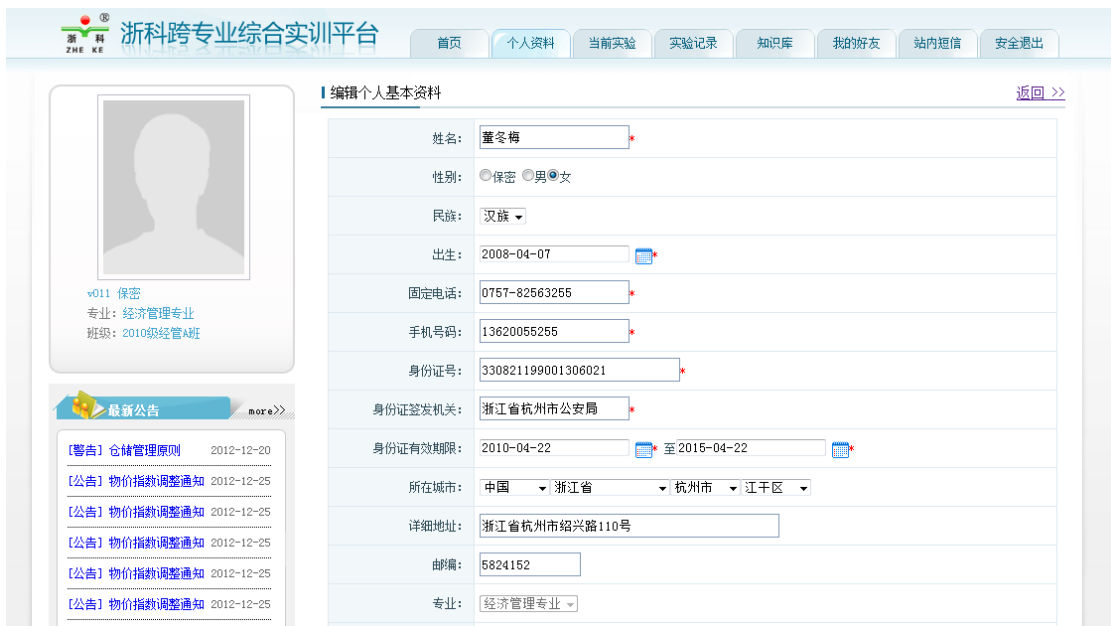 浙科 ® 浙科跨专业综合实训平台
ZHE KE
首页 个人资料 当前实验 实验记录 知识库 我的好友 站内短信 安全退出
编辑个人基本资料 返回 >>
姓名: 董冬梅*
性别: 保密 男 女
民族: 汉族
出生: 2008-04-07 *
固定电话: 0757-82563255*
手机号码: 13620055255*
身份证号: 330821199001306021*
身份证签发机关: 浙江省杭州市公安局*
身份证有效期限: 2010-04-22 * 至 2015-04-22 *
所在城市: 中国 浙江省 杭州市 江干区
详细地址: 浙江省杭州市绍兴路110号
邮编: 5824152
专业: 经济管理专业
v011 保密
专业: 经济管理专业
班级: 2010级经管A班
最新公告 more>>
[警告] 仓储管理原则 2012-12-20
[公告] 物价指数调整通知 2012-12-25
[公告] 物价指数调整通知 2012-12-25
[公告] 物价指数调整通知 2012-12-25
[公告] 物价指数调整通知 2012-12-25
[公告] 物价指数调整通知 2012-12-25